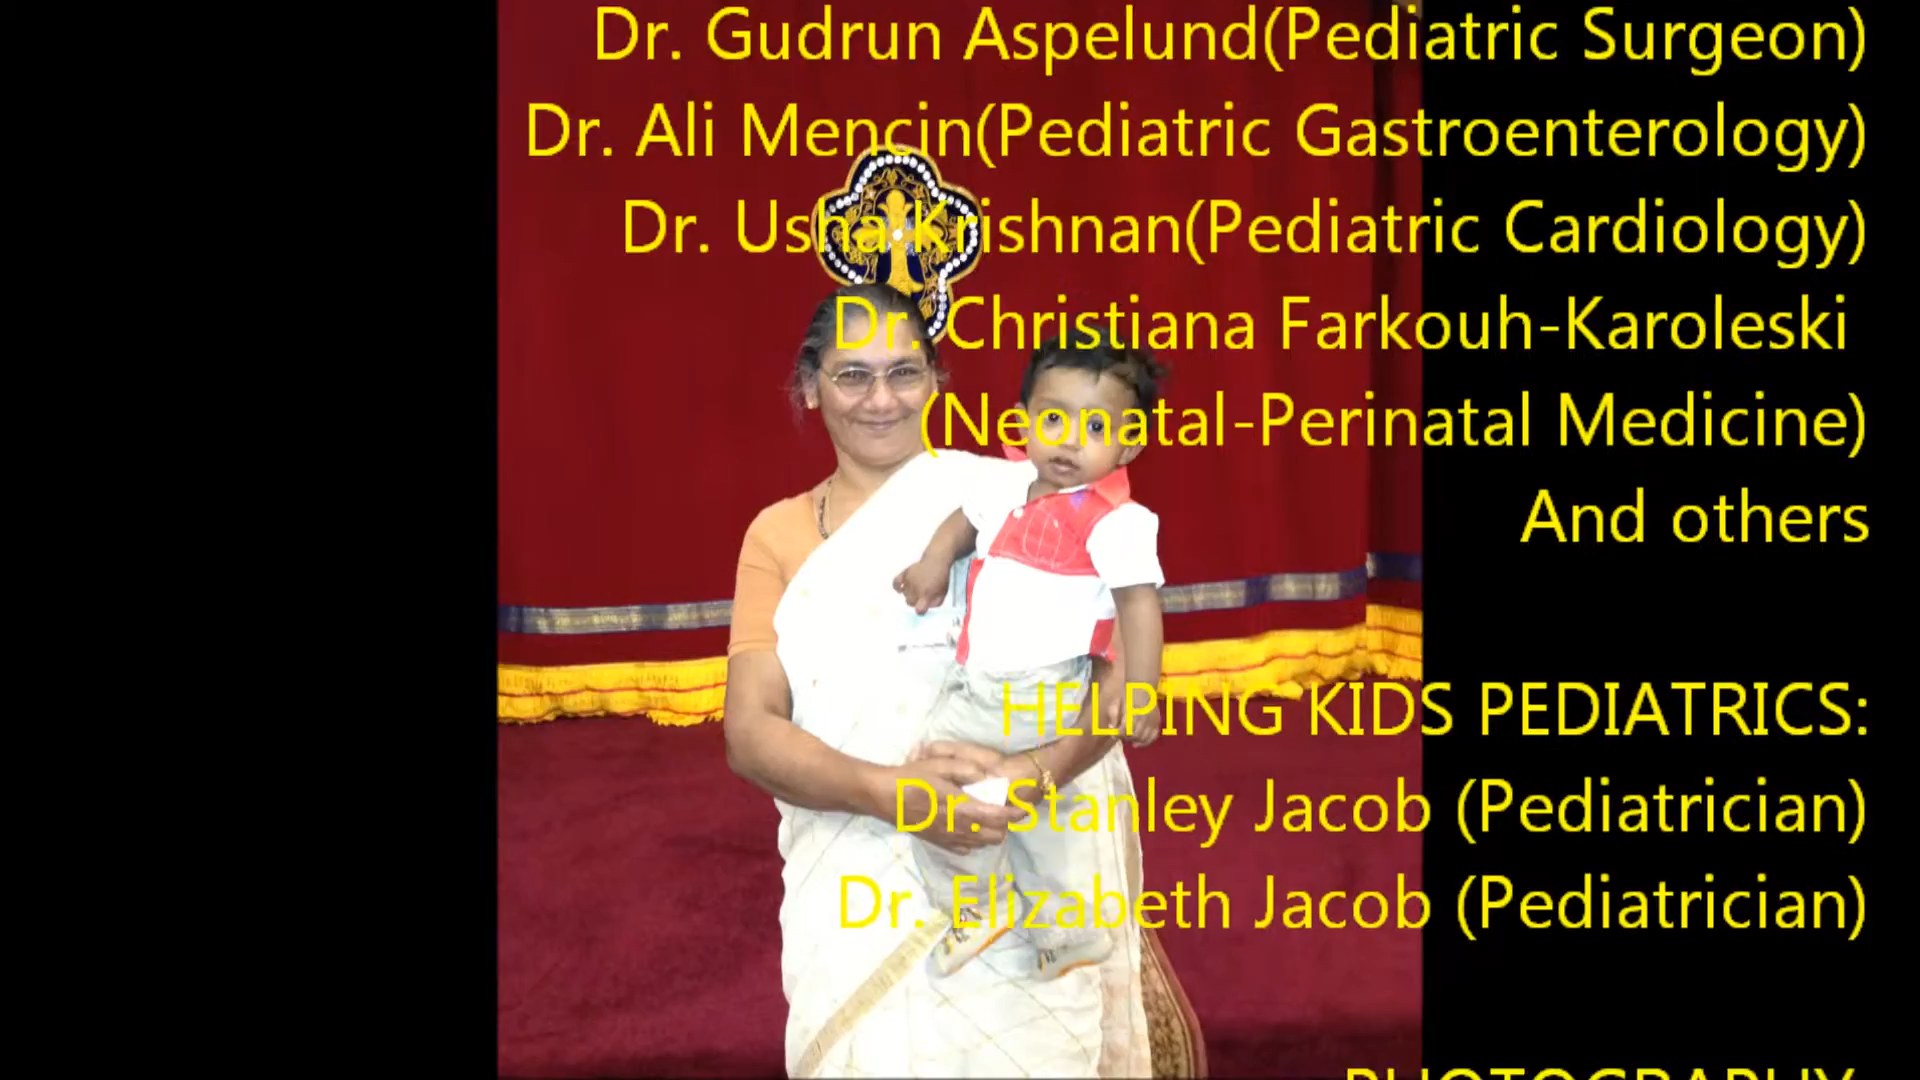 Dr. Gudrun Aspelund(Pediatric Surgeon)
Dr. Ali Mencin(Pediatric Gastroenterology)
Dr. Usha Krishnan(Pediatric Cardiology)
Dr. Christiana Farkouh-Karoleski
(Neonatal-Perinatal Medicine)
And others
HELPING KIDS PEDIATRICS:
Dr. Stanley Jacob (Pediatrician)
Dr. Elizabeth Jacob (Pediatrician)
PHOTOGRAPHY